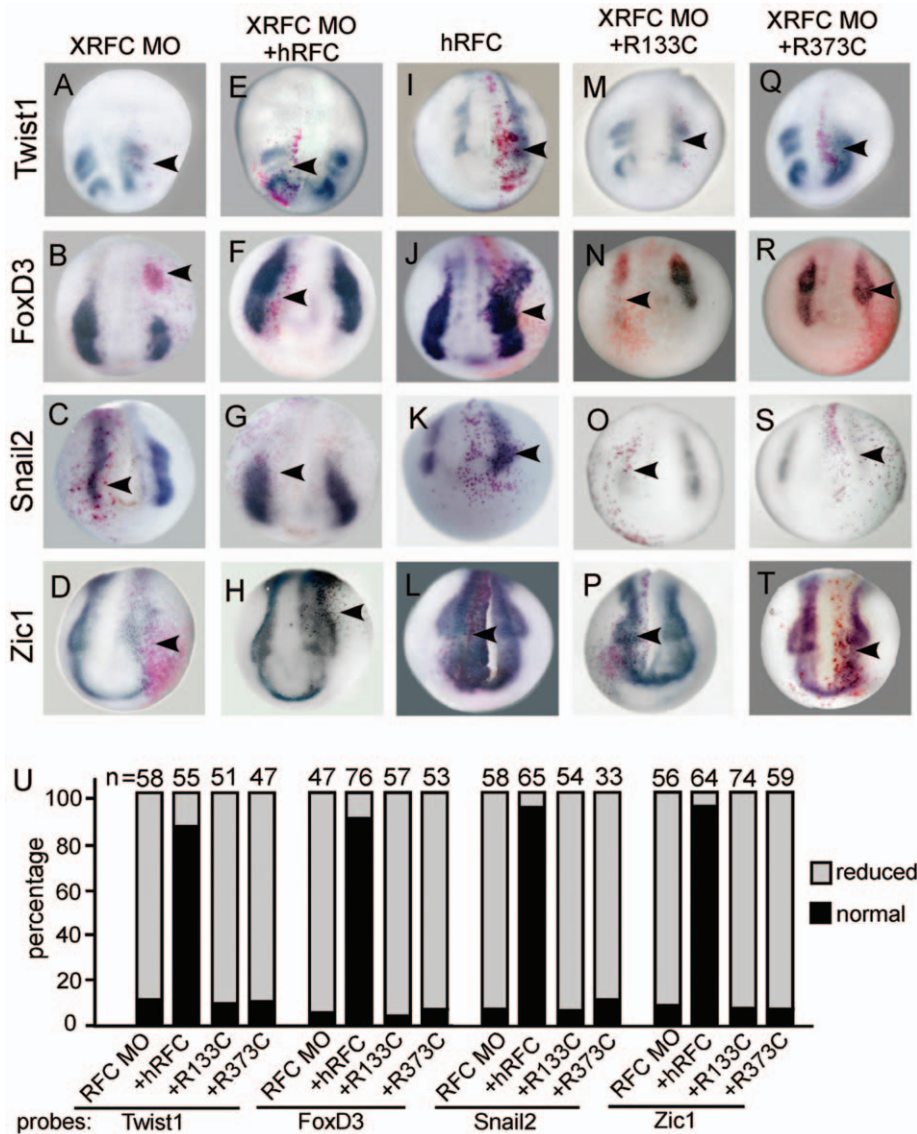 XRFC MO
XRFC MO +hRFC
hRFC
XRFC MO +R133C
XRFC MO +R373C
Twist1
A
E
I
M
Q
FoxD3
B
F
J
N
R
Snail2
C
G
K
O
S
Zic1
D
H
L
P
T
U
n=58 55 51 47 47 76 57 53 58 65 54 33 56 64 74 59
percentage
100
80
60
40
20
0
reduced
normal
RFC MO +hRFC +R133C +R373C RFC MO +hRFC +R133C +R373C RFC MO +hRFC +R133C +R373C RFC MO +hRFC +R133C +R373C
probes: Twist1 FoxD3 Snail2 Zic1